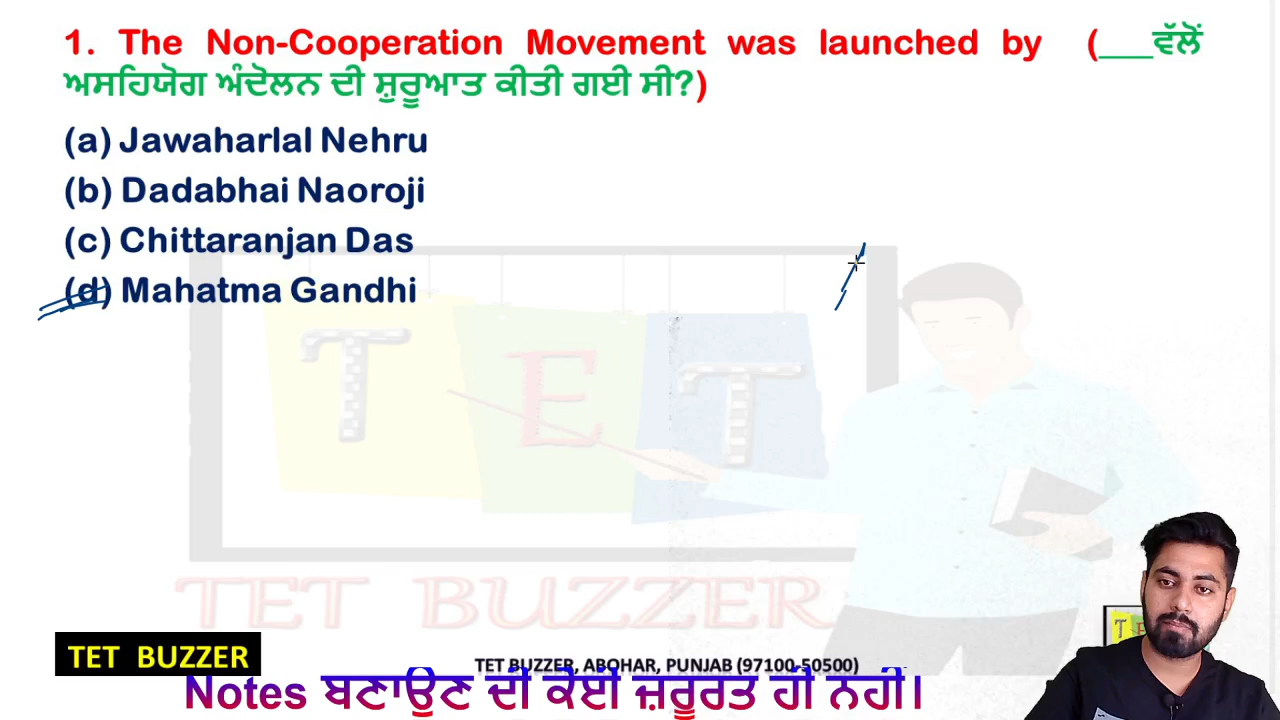 1. The Non-Cooperation Movement was launched by (___ਵੱਲੋਂ
ਅਸਹਿਯੋਗ ਅੰਦੋਲਨ ਦੀ ਸ਼ੁਰੂਆਤ ਕੀਤੀ ਗਈ ਸੀ?)
(a) Jawaharlal Nehru
(b) Dadabhai Naoroji
(c) Chittaranjan Das
(d) Mahatma Gandhi
T E T
TET BUZZER
TET BUZZER
TET BUZZER, ABOHAR, PUNJAB (97100-50500)
Notes ਬਣਾਉਣ ਦੀ ਕੋਈ ਜ਼ਰੂਰਤ ਹੀ ਨਹੀਂ।